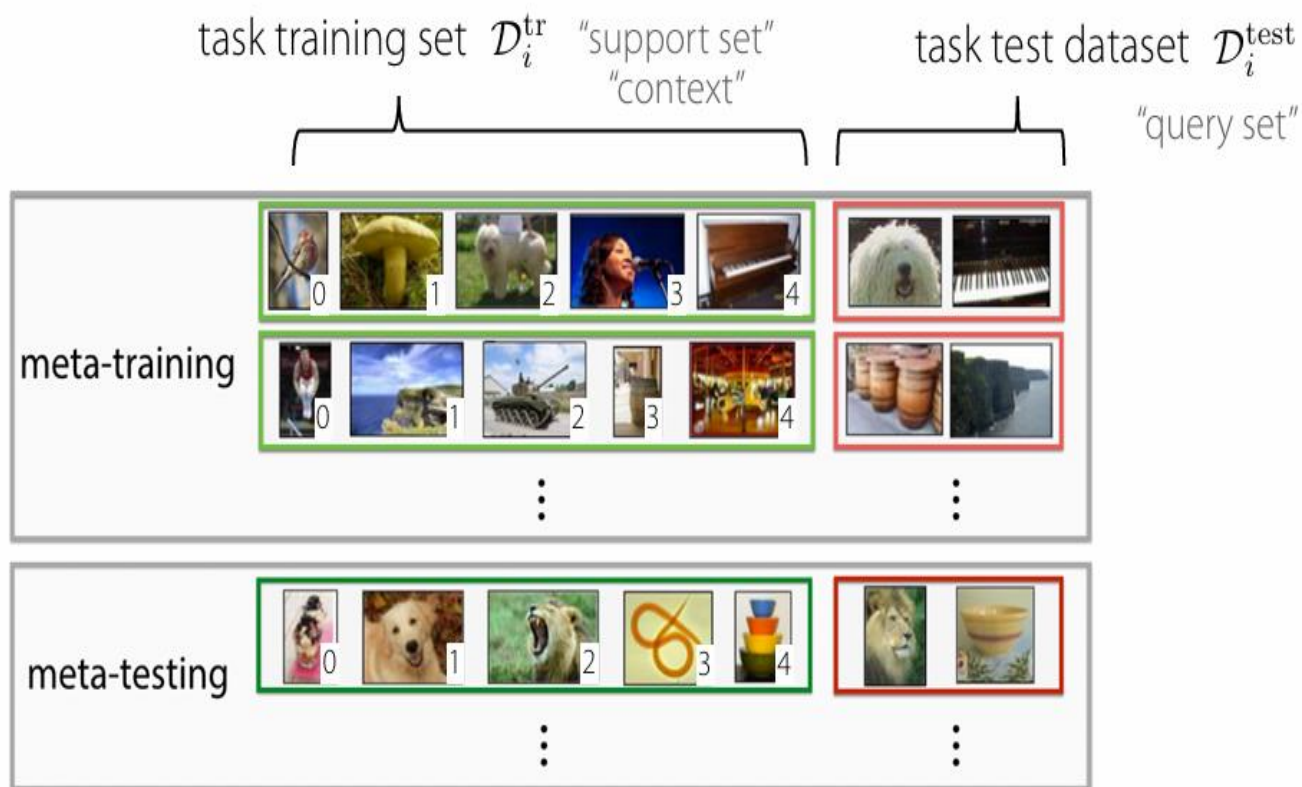 task training set 𝒟ᵢᵗʳ "support set"
"context"
task test dataset 𝒟ᵢᵗᵉˢᵗ
"query set"
meta-training
0 1 2 3 4
0 1 2 3 4
meta-testing
0 1 2 3 4